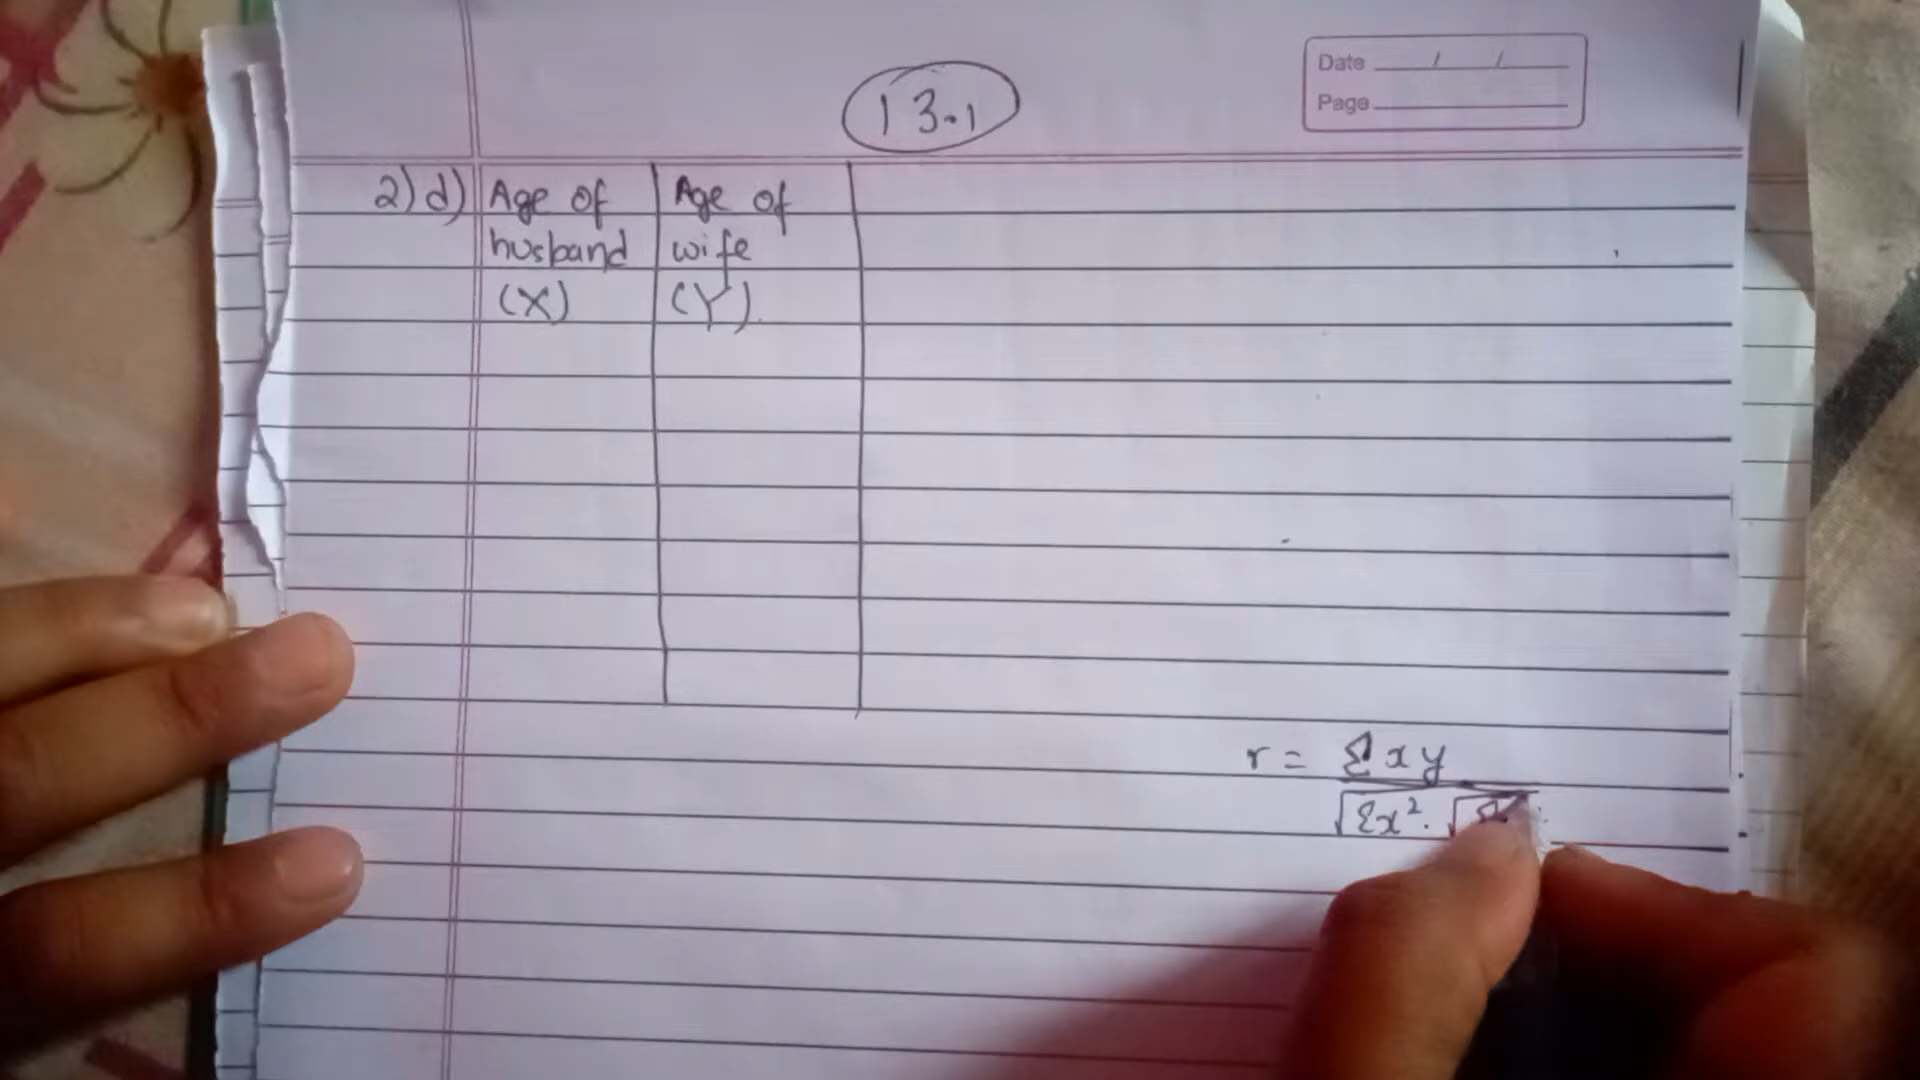 13.1
Date / /
Page
2) d) Age of husband (X)
Age of wife (Y).
r = Σxy
√Σx² . √Σ